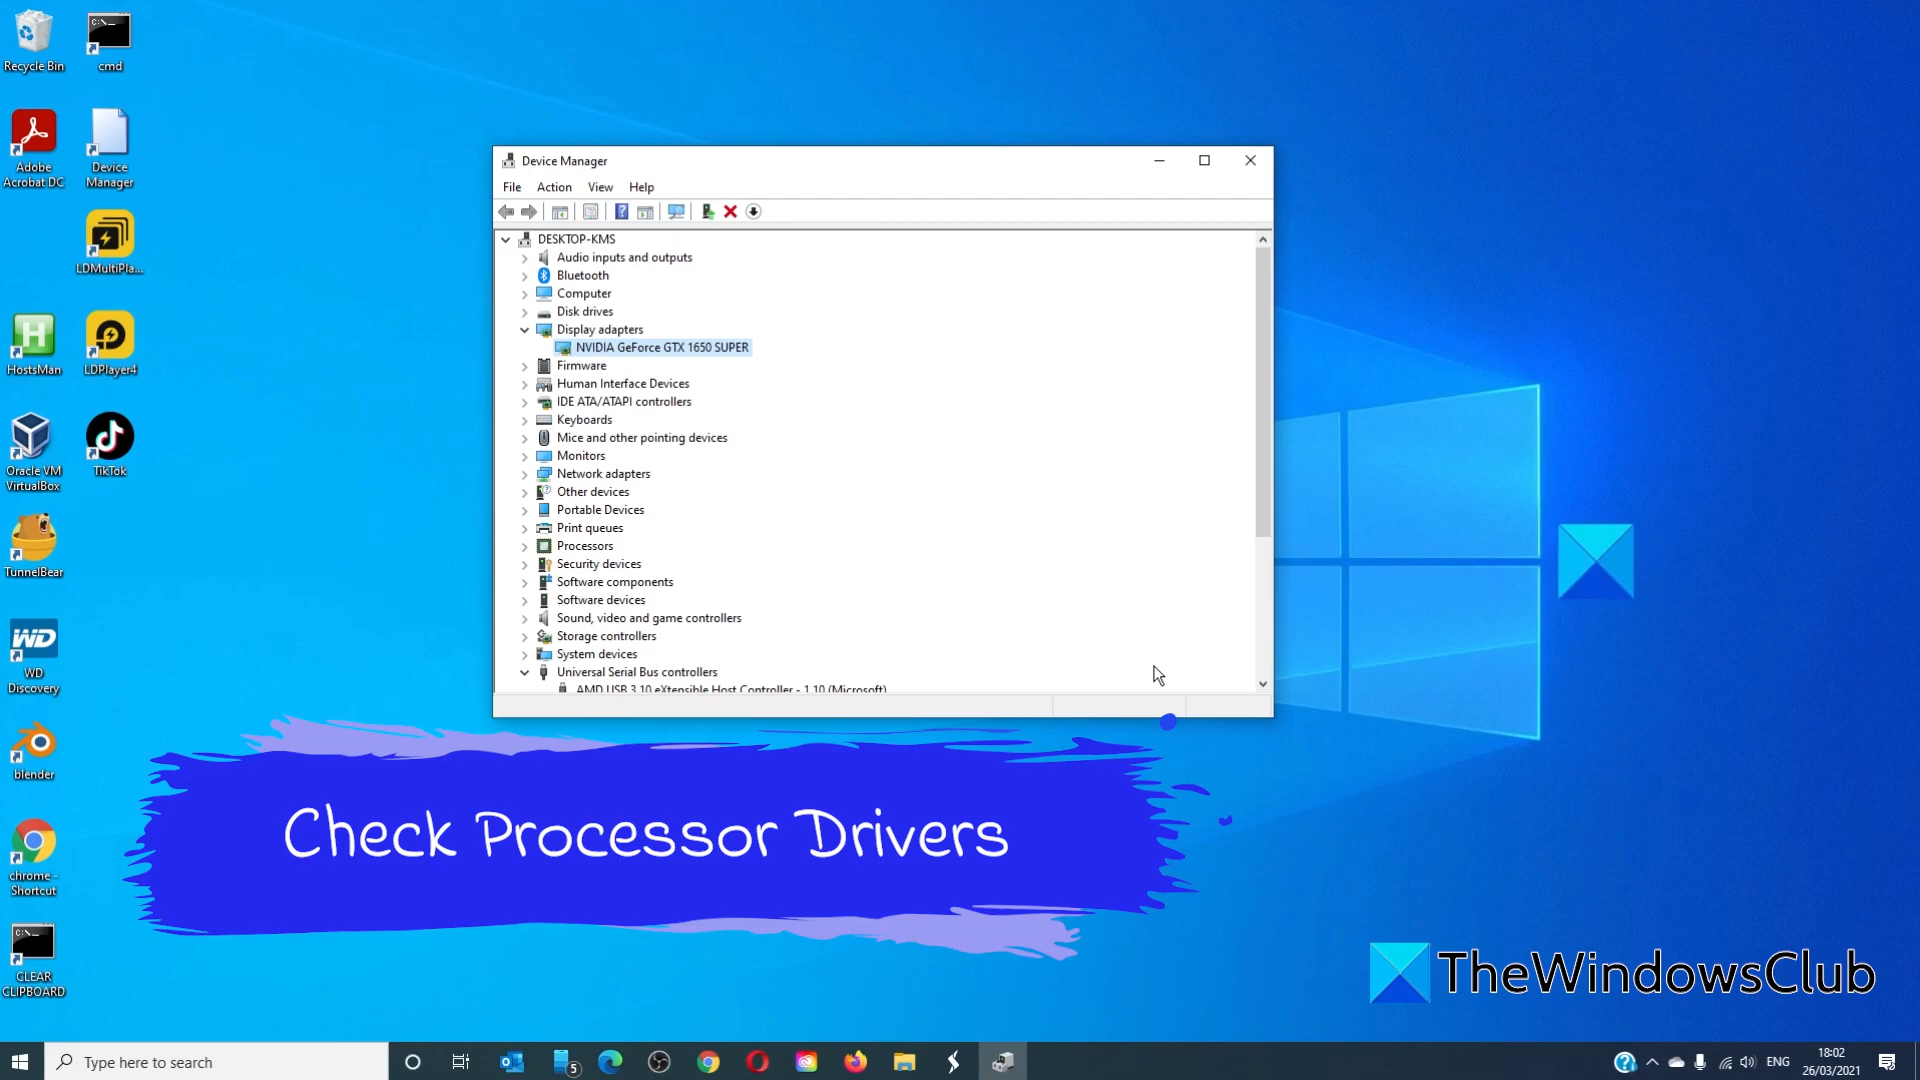 Recycle Bin
cmd
Adobe
Acrobat DC
Device
Manager
LDMultiPla...
HostsMan
LDPlayer4
Oracle VM
VirtualBox
TikTok
TunnelBear
WD
WD
Discovery
blender
chrome -
Shortcut
CLEAR
CLIPBOARD
Device Manager
File Action View Help
DESKTOP-KMS
Audio inputs and outputs
Bluetooth
Computer
Disk drives
Display adapters
NVIDIA GeForce GTX 1650 SUPER
Firmware
Human Interface Devices
IDE ATA/ATAPI controllers
Keyboards
Mice and other pointing devices
Monitors
Network adapters
Other devices
Portable Devices
Print queues
Processors
Security devices
Software components
Software devices
Sound, video and game controllers
Storage controllers
System devices
Universal Serial Bus controllers
AMD USB 3.10 eXtensible Host Controller - 1.10 (Microsoft)
Check Processor Drivers
TheWindowsClub
Type here to search
5
ENG
18:02
26/03/2021